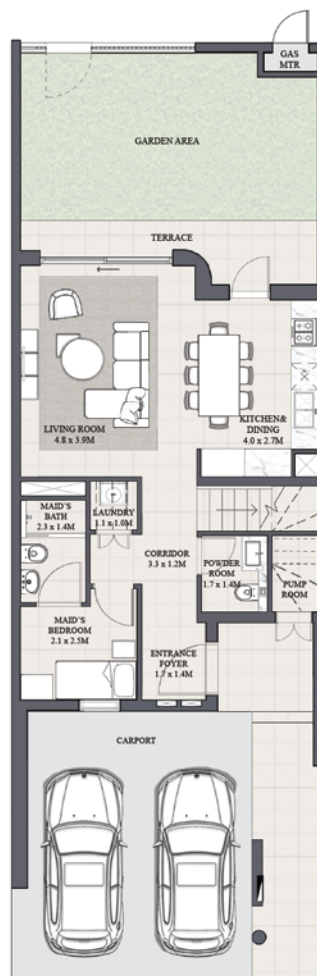 GAS
MTR
GARDEN AREA
TERRACE
LIVING ROOM
4.8 x 3.9M
KITCHEN&
DINING
4.0 x 2.7M
MAID'S
BATH
2.3 x 1.4M
LAUNDRY
1.1 x 1.0M
CORRIDOR
3.3 x 1.2M
POWDER
ROOM
1.7 x 1.4M
PUMP
ROOM
MAID'S
BEDROOM
2.1 x 2.5M
ENTRANCE
FOYER
1.7 x 1.4M
CARPORT